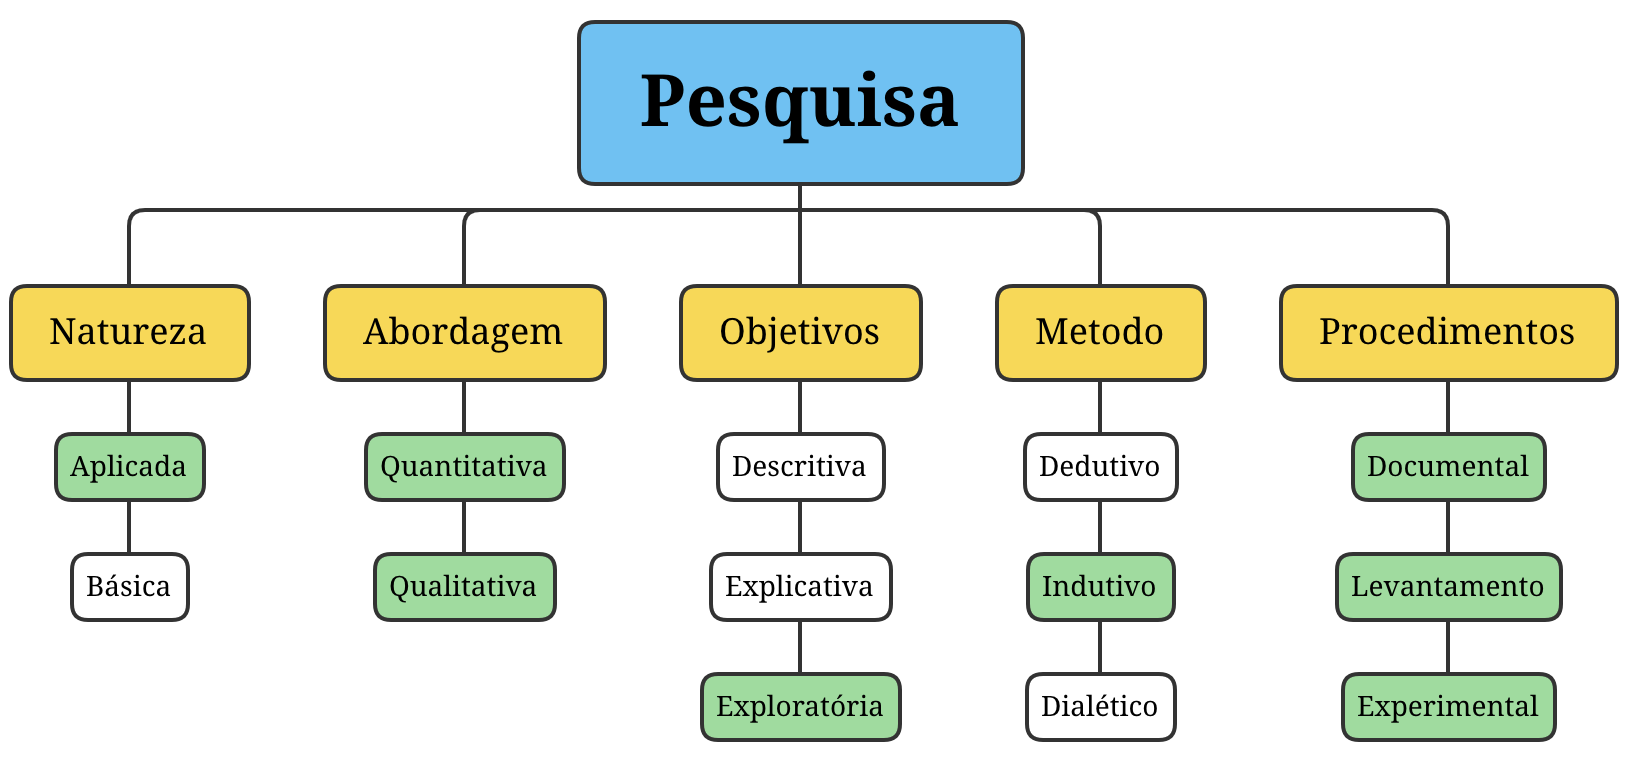 Pesquisa
Natureza
Abordagem
Objetivos
Metodo
Procedimentos
Aplicada
Quantitativa
Descritiva
Dedutivo
Documental
Básica
Qualitativa
Explicativa
Indutivo
Levantamento
Exploratória
Dialético
Experimental